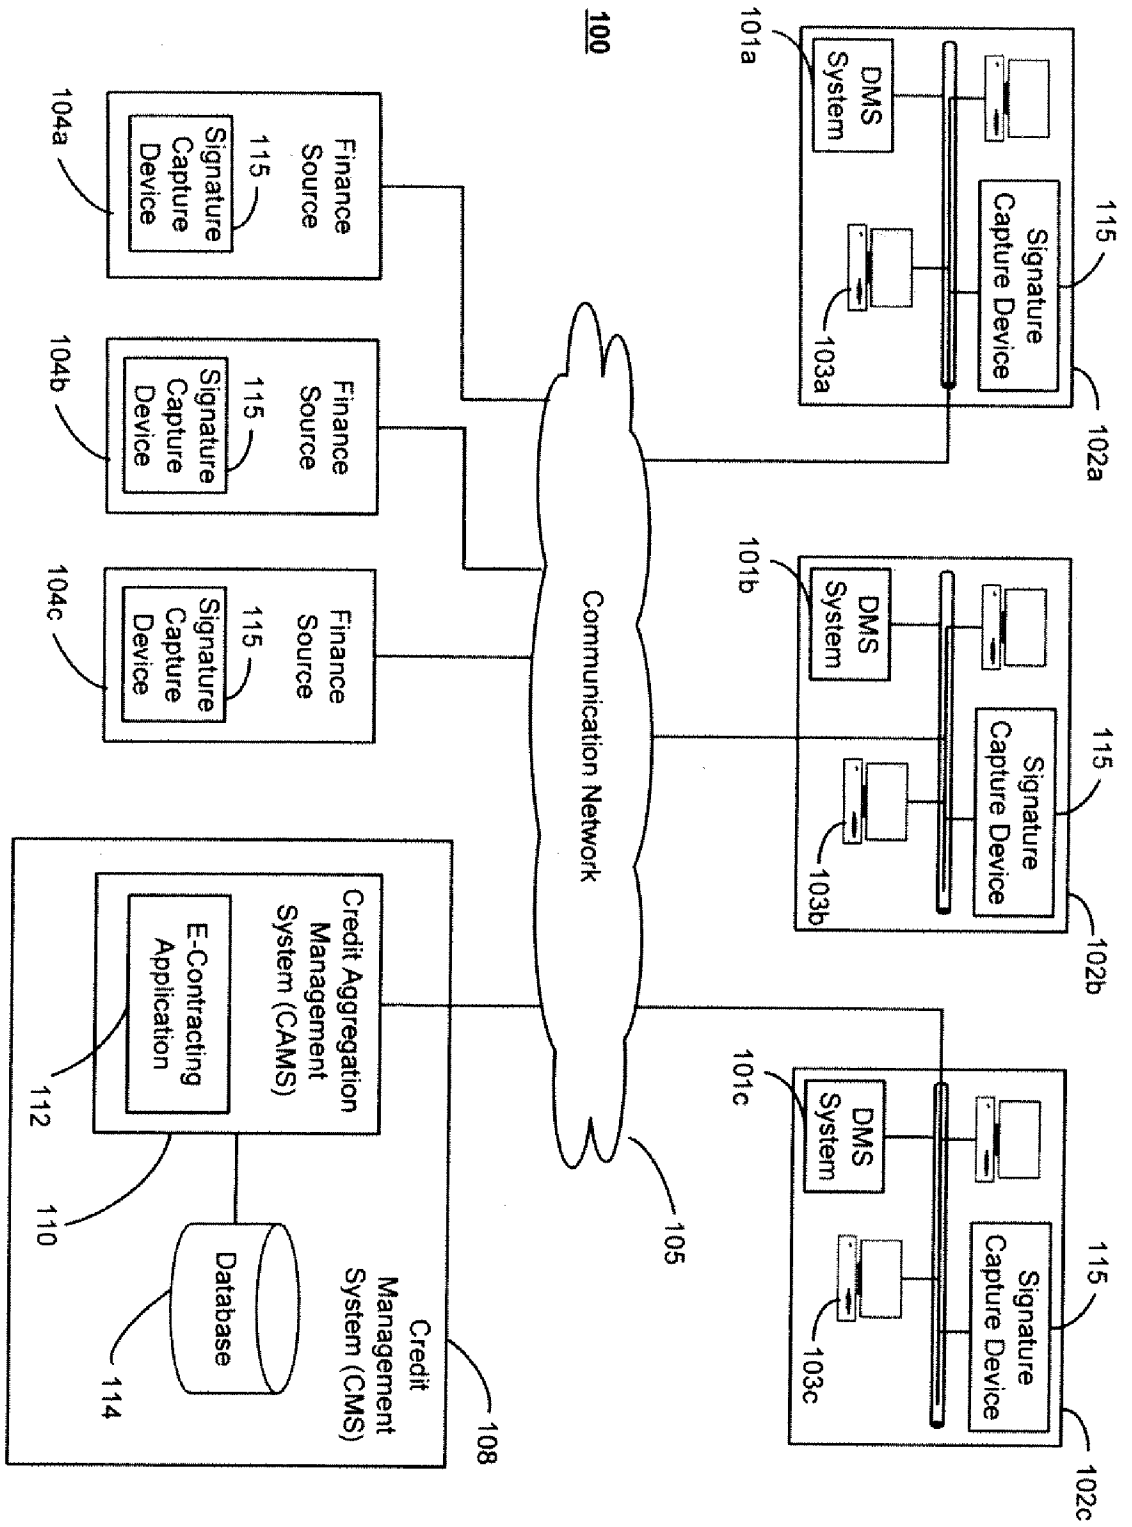 115
102a
Signature
Capture Device
DMS
System
101a
103a
115
102b
Signature
Capture Device
DMS
System
101b
103b
115
102c
Signature
Capture Device
DMS
System
101c
103c
100
Communication Network
105
Finance
Source
115
Signature
Capture
Device
104a
Finance
Source
115
Signature
Capture
Device
104b
Finance
Source
115
Signature
Capture
Device
104c
Credit Aggregation
Management
System (CAMS)
E-Contracting
Application
112
110
Credit
Management
System (CMS)
108
Database
114